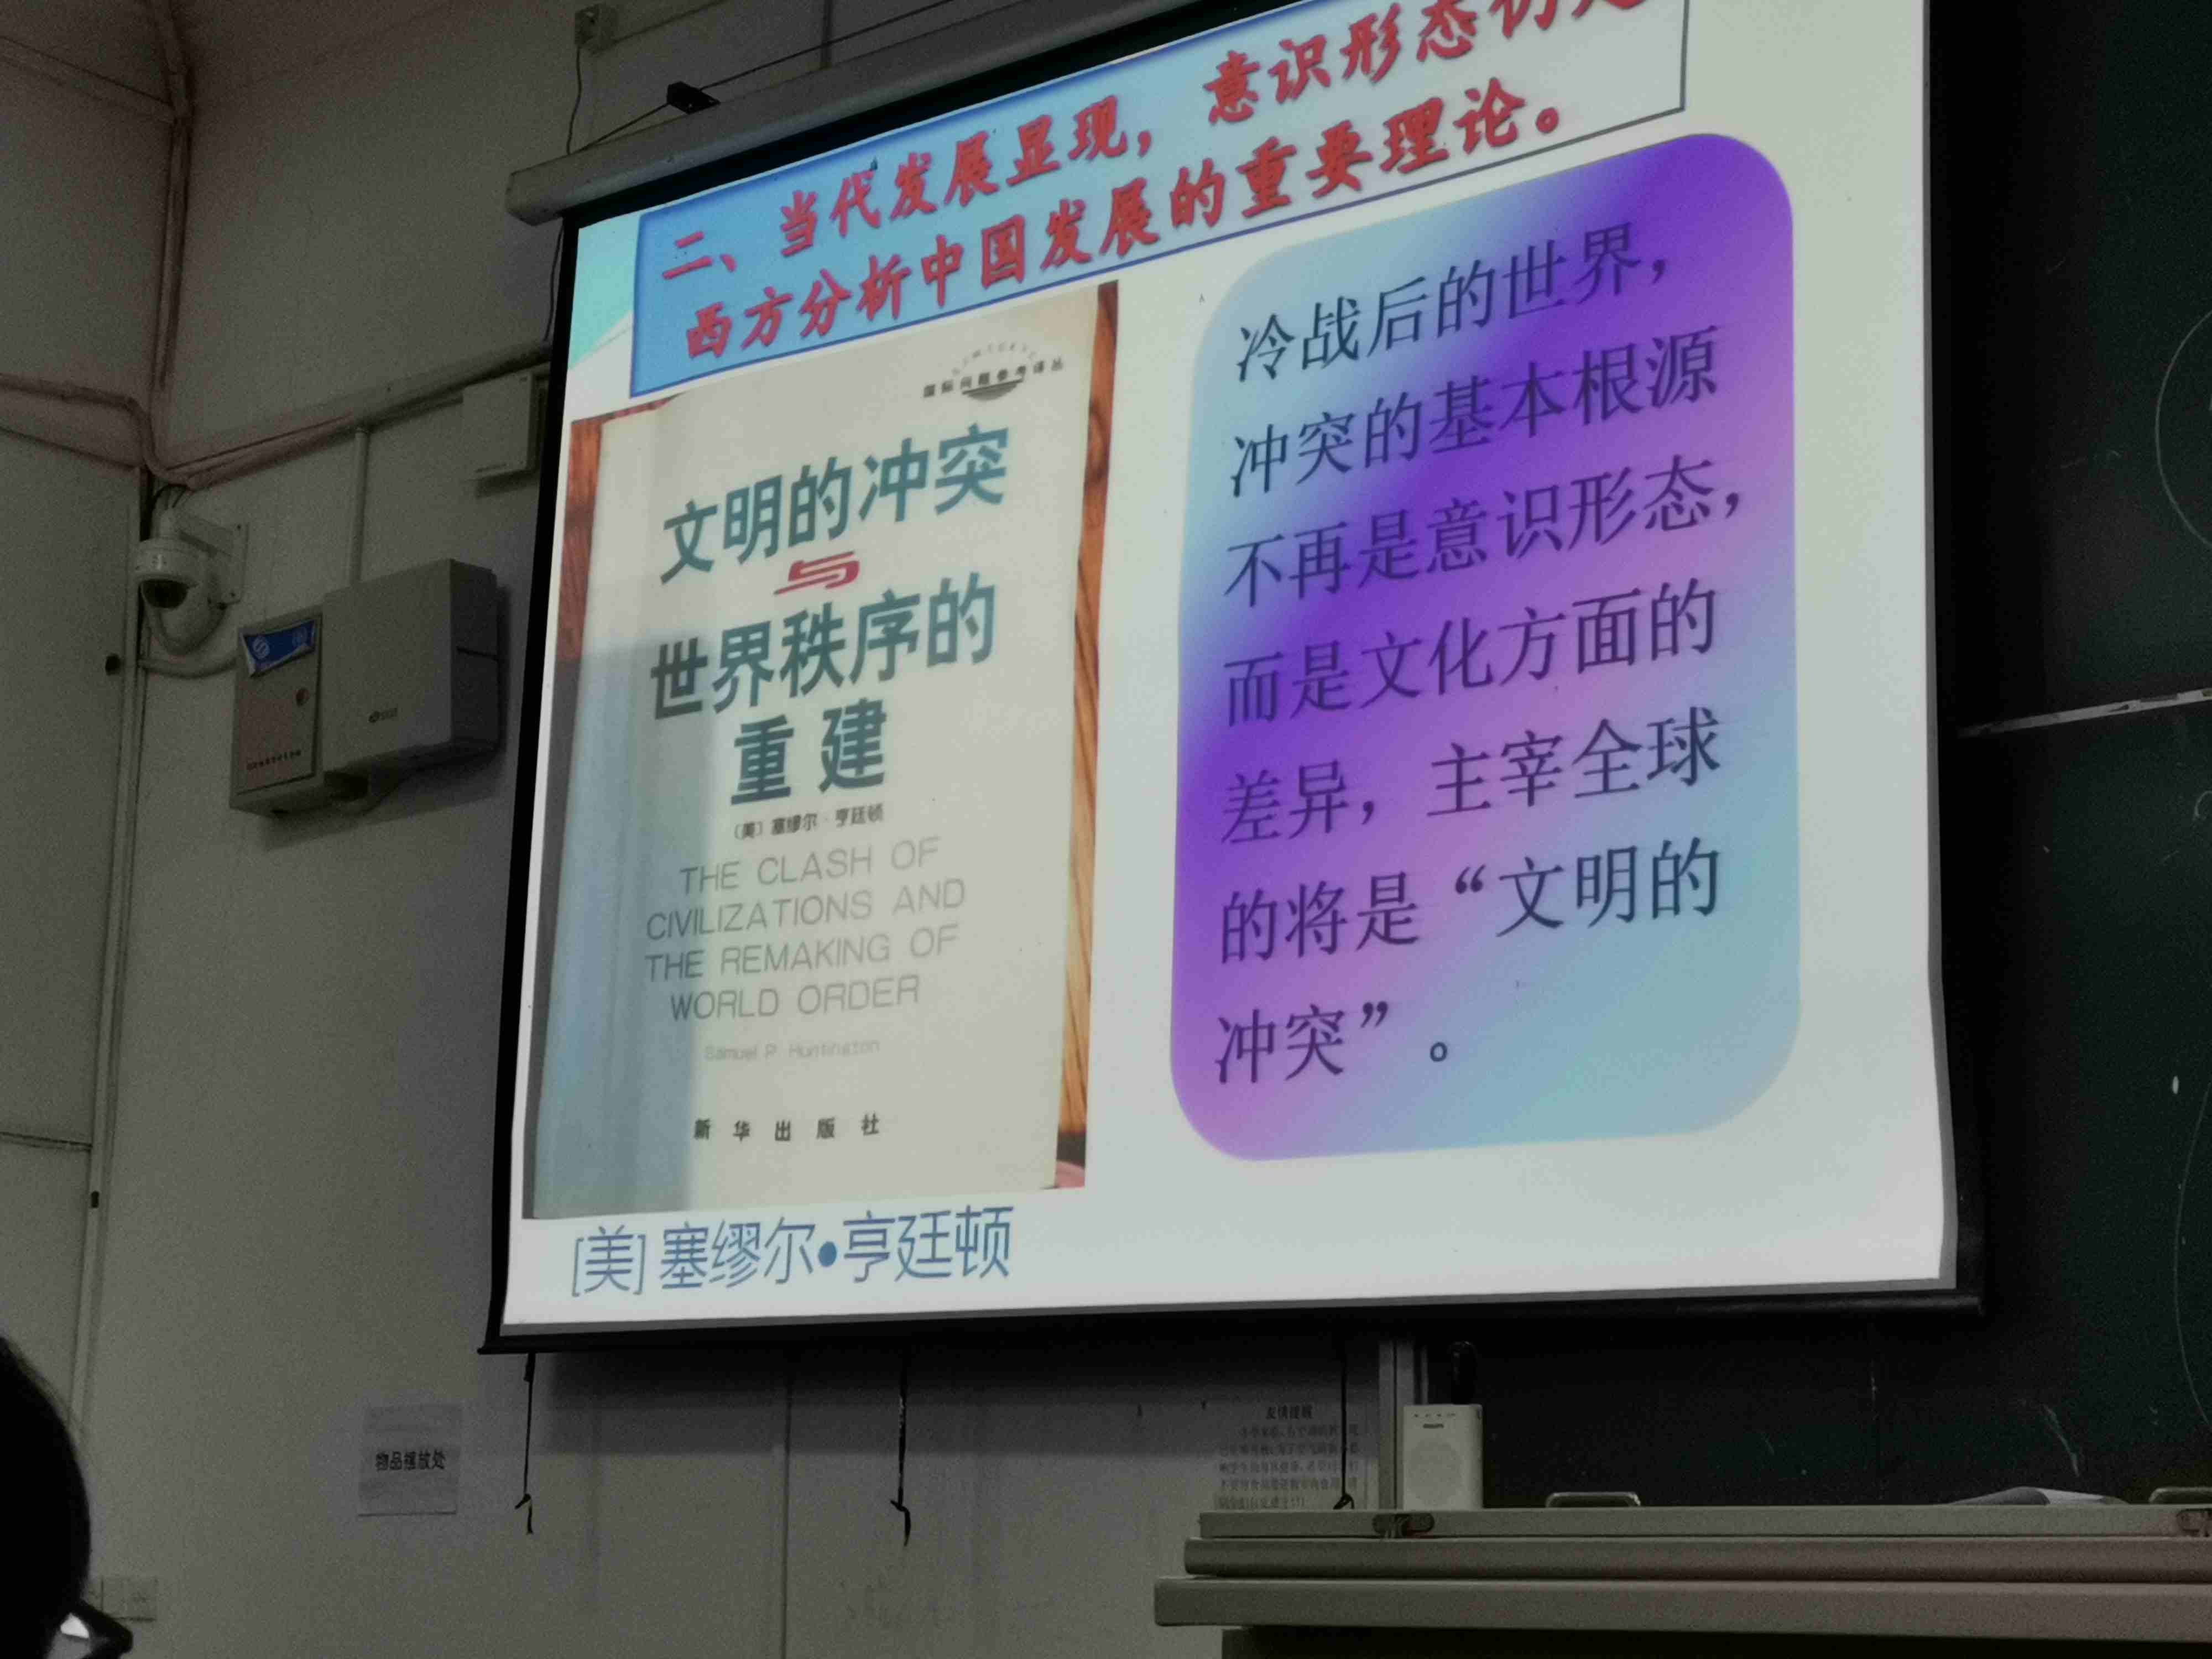 二、当代发展显现，意识形态仍是
西方分析中国发展的重要理论。
国际问题参考译丛
文明的冲突
与
世界秩序的
重建
（美）塞缪尔·亨廷顿
THE CLASH OF
CIVILIZATIONS AND
THE REMAKING OF
WORLD ORDER
Samuel P. Huntington
新华出版社
[美] 塞缪尔•亨廷顿
冷战后的世界，
冲突的基本根源
不再是意识形态，
而是文化方面的
差异，主宰全球
的将是“文明的
冲突”。
物品摆放处
友情提醒
PHILIPS